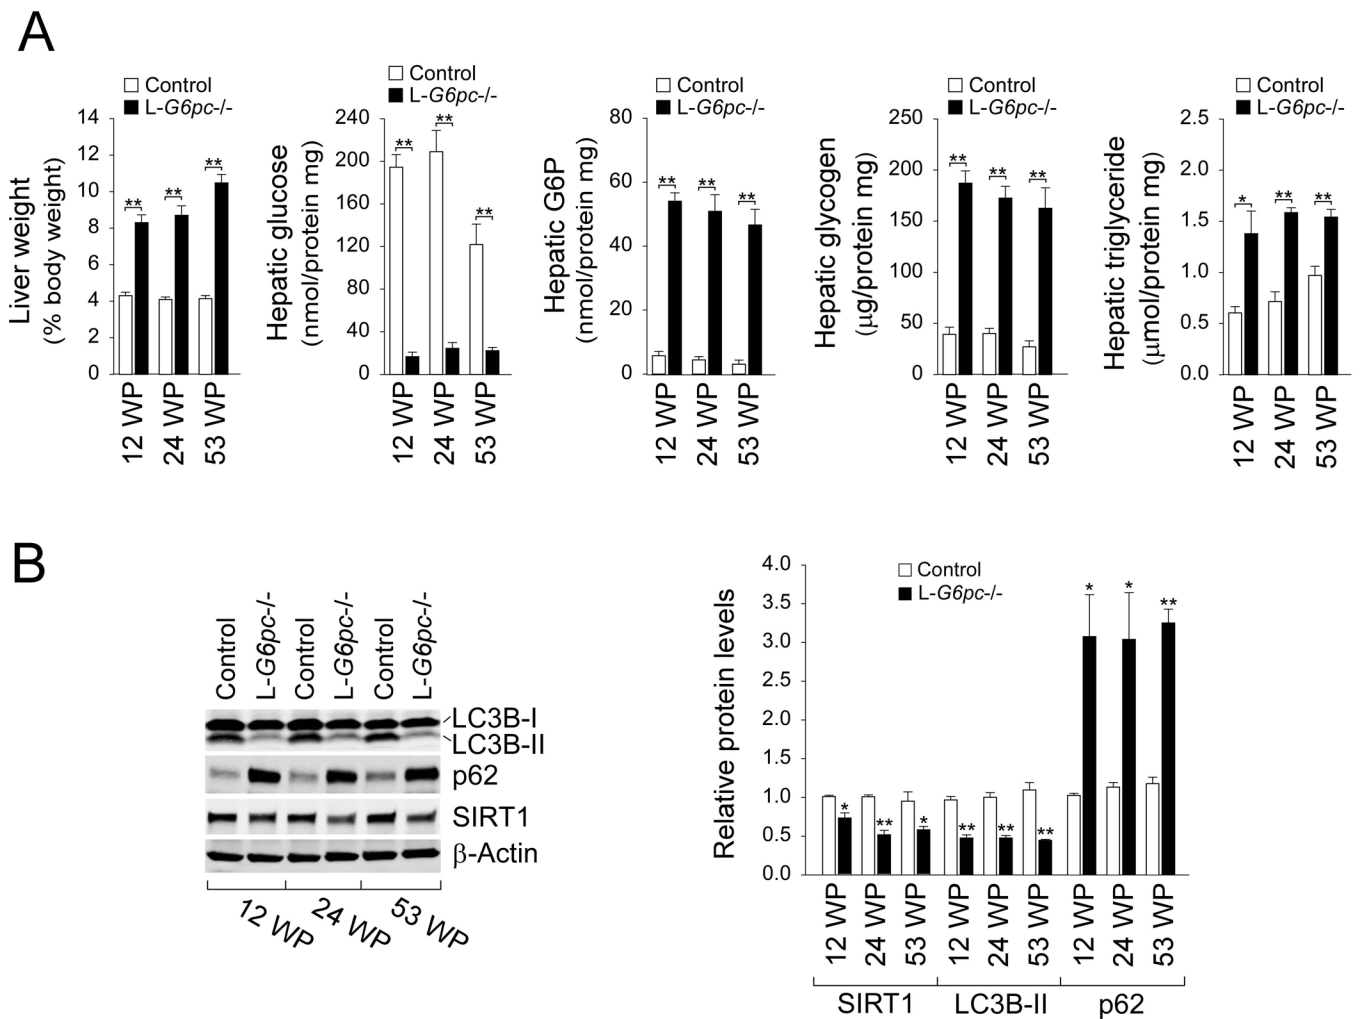 A
Control
L-G6pc-/-
Liver weight
(% body weight)
14
12
10
8
6
4
2
0
**
**
**
12 WP
24 WP
53 WP
Control
L-G6pc-/-
Hepatic glucose
(nmol/protein mg)
240
200
160
120
80
40
0
**
**
**
12 WP
24 WP
53 WP
Control
L-G6pc-/-
Hepatic G6P
(nmol/protein mg)
80
60
40
20
0
**
**
**
12 WP
24 WP
53 WP
Control
L-G6pc-/-
Hepatic glycogen
(μg/protein mg)
250
200
150
100
50
0
**
**
**
12 WP
24 WP
53 WP
Control
L-G6pc-/-
Hepatic triglyceride
(μmol/protein mg)
2.5
2.0
1.5
1.0
0.5
0.0
*
**
**
12 WP
24 WP
53 WP
B
Control
L-G6pc-/-
Control
L-G6pc-/-
Control
L-G6pc-/-
LC3B-I
LC3B-II
p62
SIRT1
β-Actin
12 WP
24 WP
53 WP
Control
L-G6pc-/-
Relative protein levels
4.0
3.5
3.0
2.5
2.0
1.5
1.0
0.5
0.0
*
**
*
**
**
**
*
*
**
12 WP
24 WP
53 WP
12 WP
24 WP
53 WP
12 WP
24 WP
53 WP
SIRT1
LC3B-II
p62